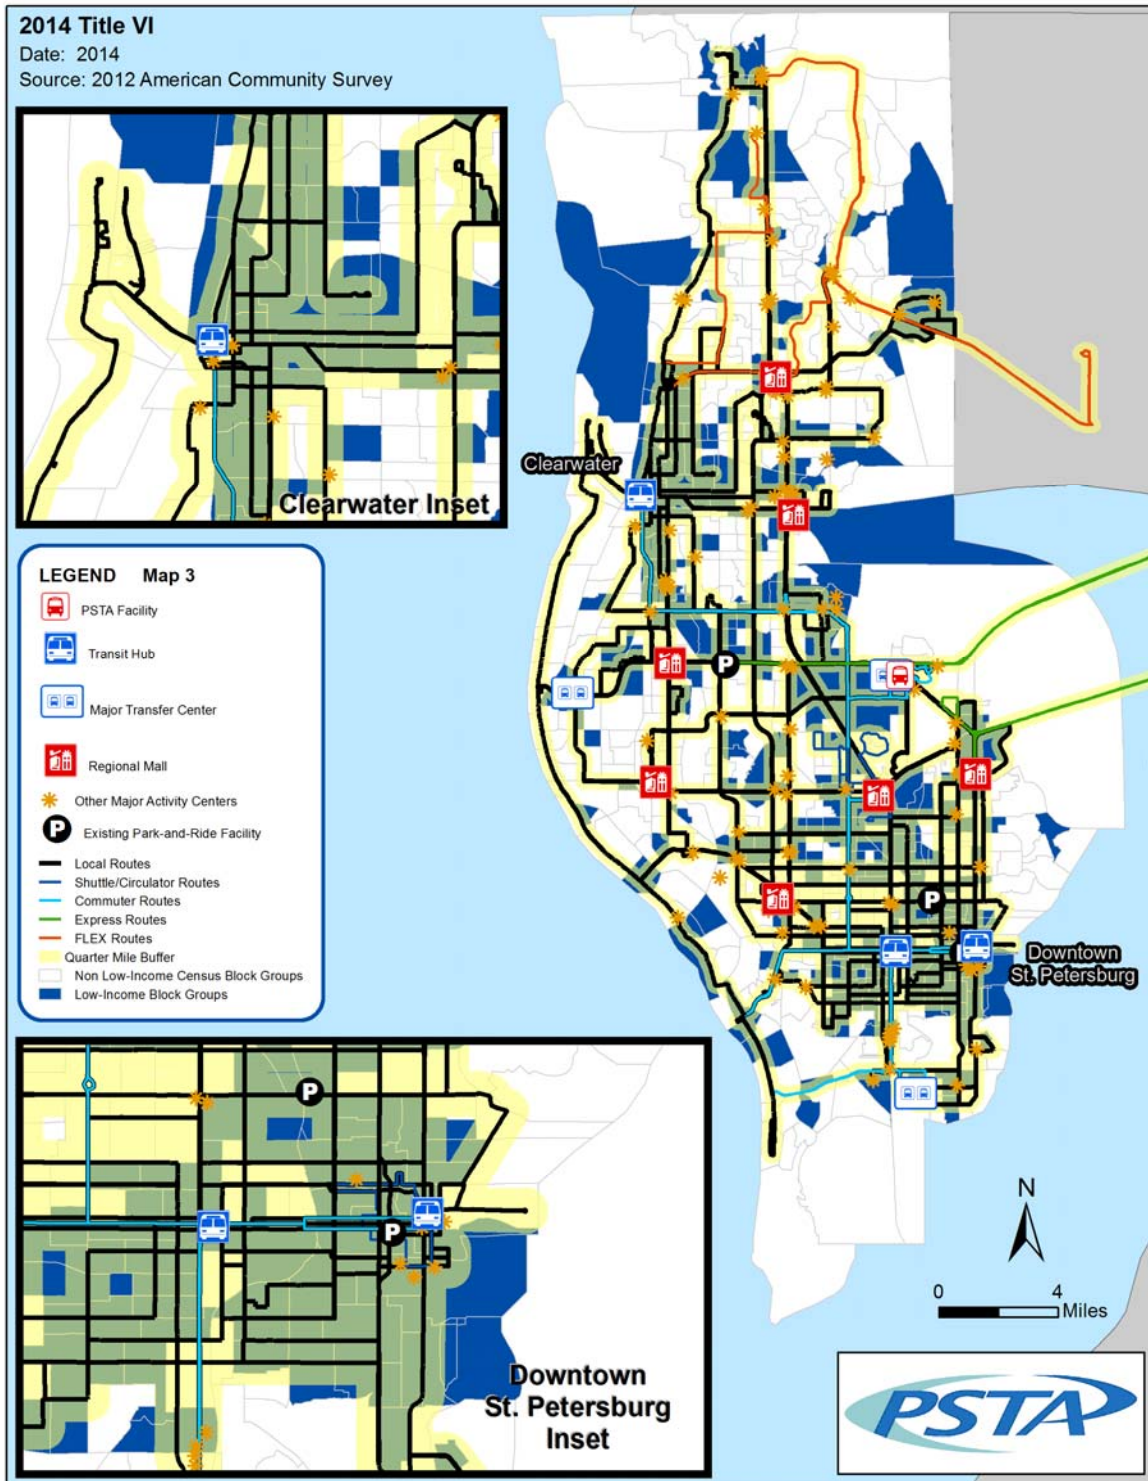 2014 Title VI
Date: 2014
Source: 2012 American Community Survey
Clearwater Inset
Clearwater
LEGEND Map 3
PSTA Facility
Transit Hub
Major Transfer Center
Regional Mall
Other Major Activity Centers
P
Existing Park-and-Ride Facility
Local Routes
Shuttle/Circulator Routes
Commuter Routes
Express Routes
FLEX Routes
Quarter Mile Buffer
Non Low-Income Census Block Groups
Low-Income Block Groups
P
P
Downtown
St. Petersburg
P
P
Downtown
St. Petersburg
Inset
N
0 4
Miles
PSTA